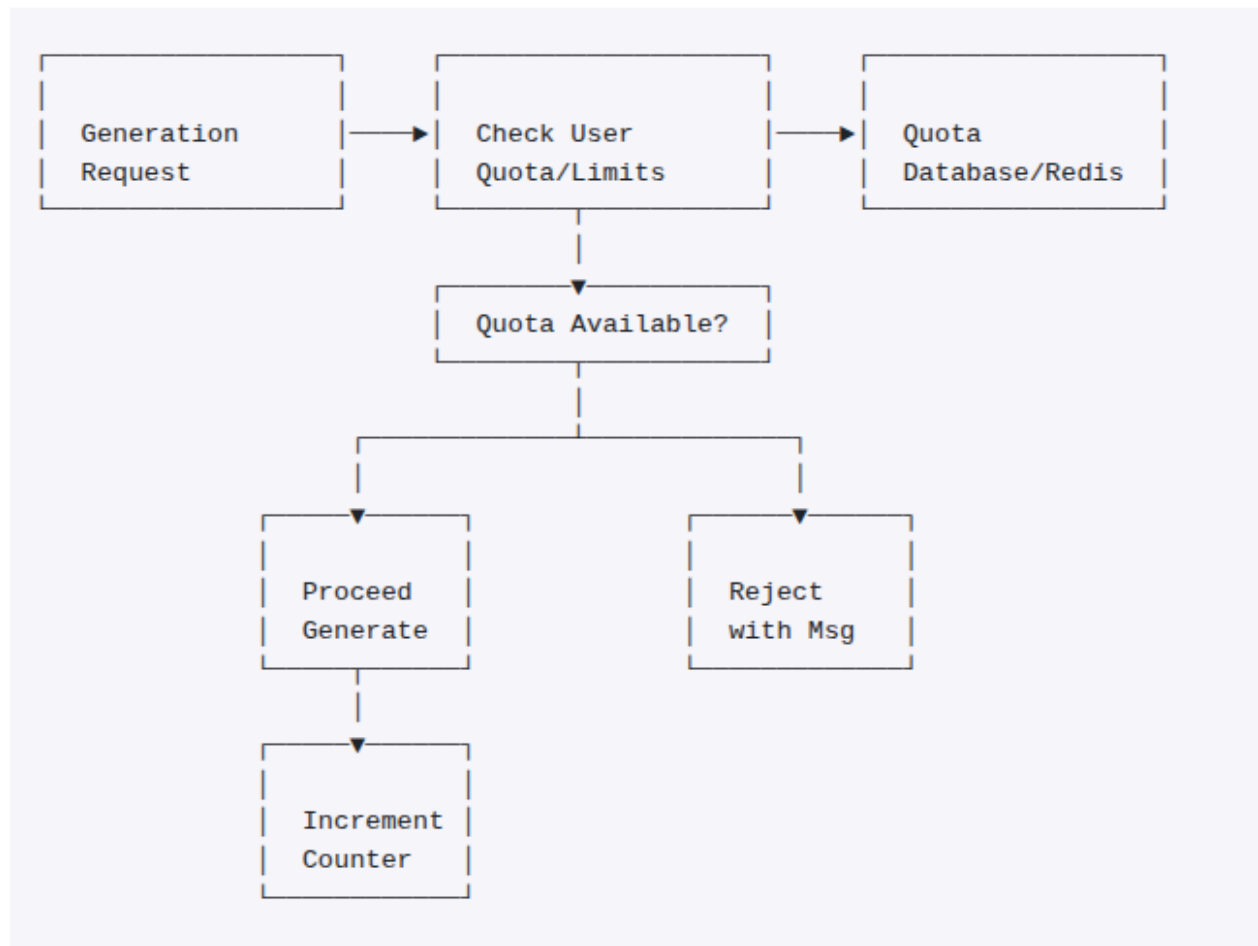 Generation
Request
Check User
Quota/Limits
Quota
Database/Redis
Quota Available?
Proceed
Generate
Reject
with Msg
Increment
Counter